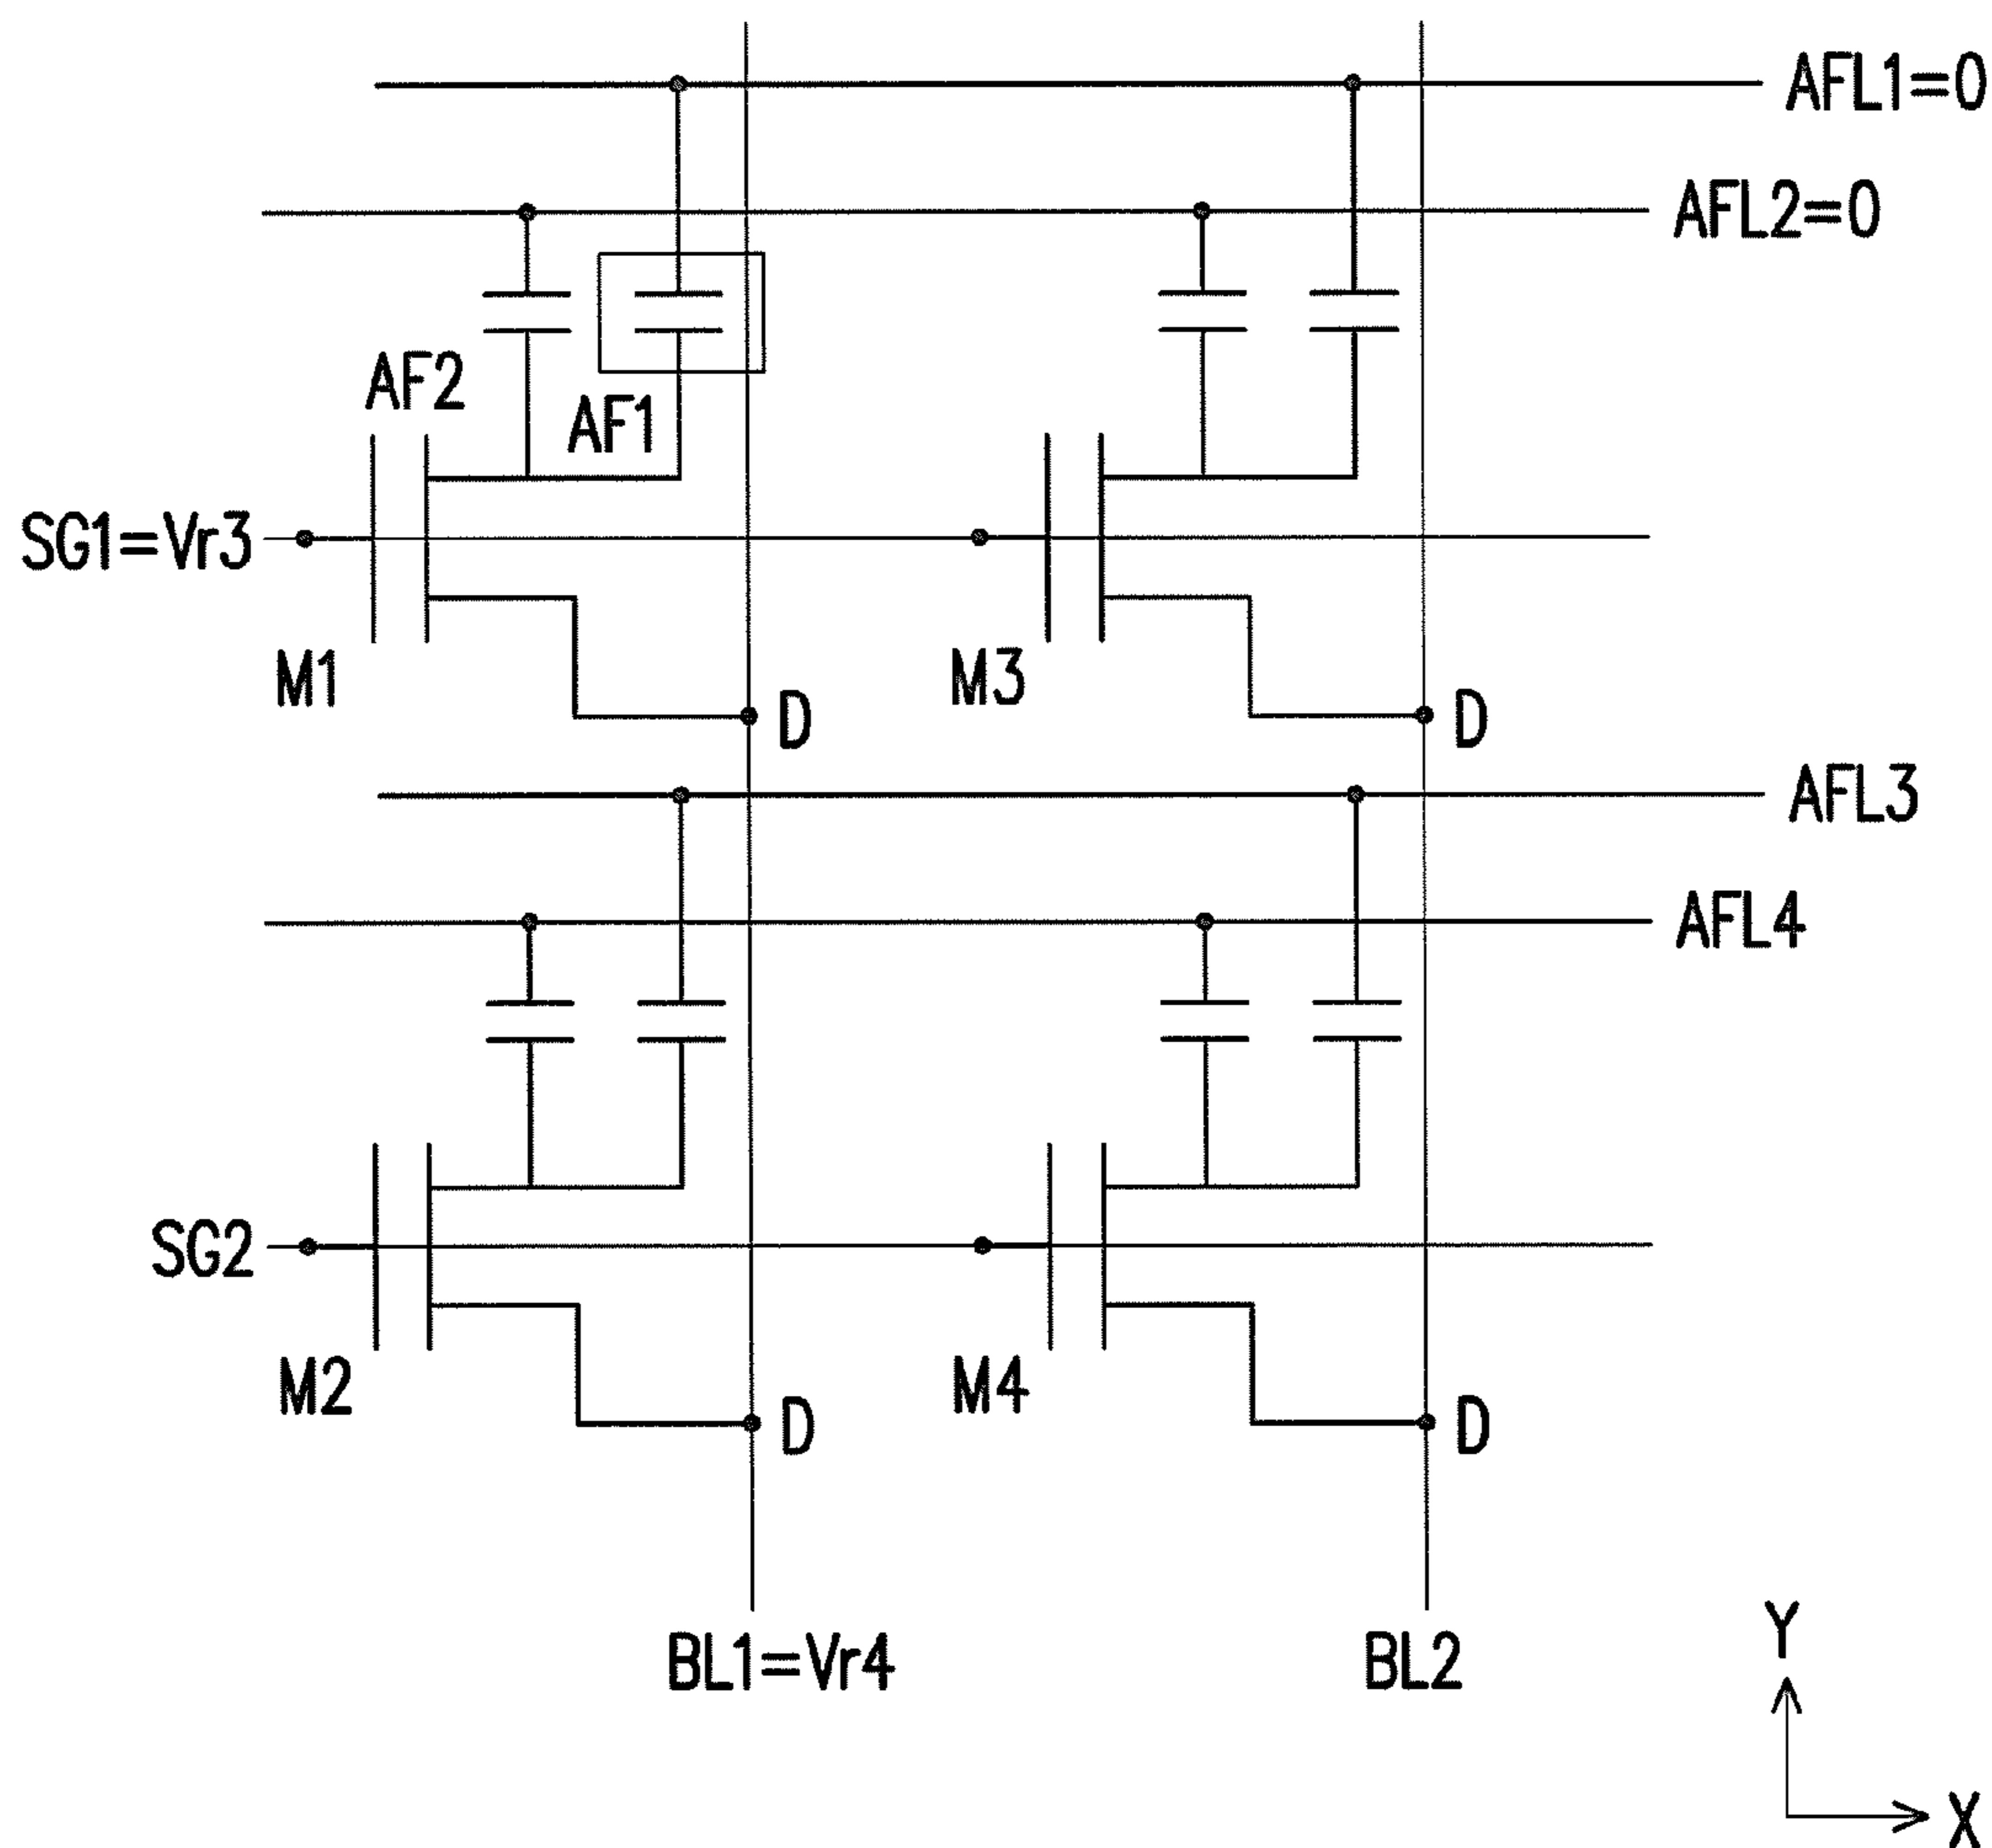 AFL1=0
AFL2=0
AF2
AF1
SG1=Vr3
M1
M3
D
D
AFL3
AFL4
SG2
M2
M4
D
D
BL1=Vr4
BL2
Y
X